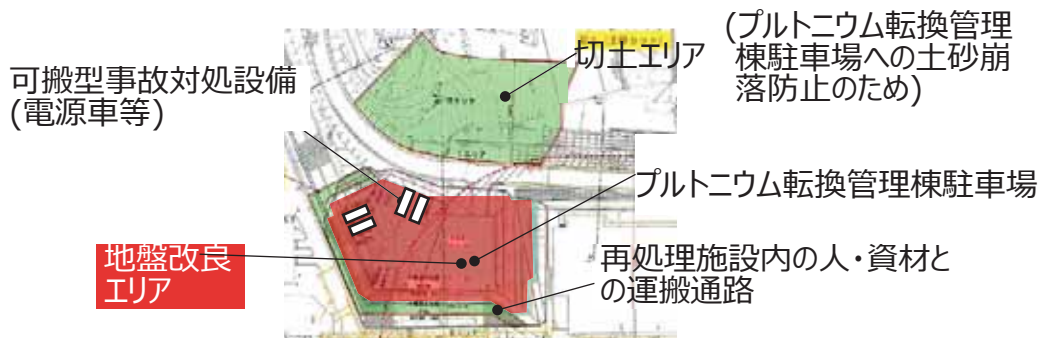 (プルトニウム転換管理
棟駐車場への土砂崩
落防止のため)
切土エリア
可搬型事故対処設備
(電源車等)
プルトニウム転換管理棟駐車場
地盤改良
エリア
再処理施設内の人・資材と
の運搬通路